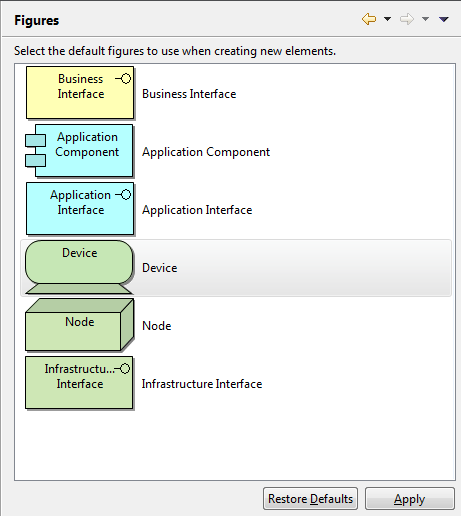 Figures
Select the default figures to use when creating new elements.
Business
Interface
Business Interface
Application
Component
Application Component
Application
Interface
Application Interface
Device
Device
Node
Node
Infrastructu...
Interface
Infrastructure Interface
Restore Defaults
Apply